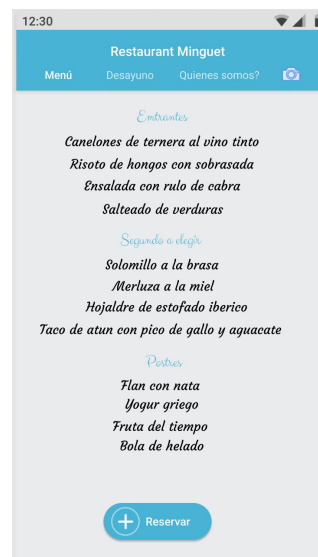 12:30
Restaurant Minguet
Menú Desayuno Quienes somos?
Entrantes
Canelones de ternera al vino tinto
Risoto de hongos con sobrasada
Ensalada con rulo de cabra
Salteado de verduras
Segundo a elegir
Solomillo a la brasa
Merluza a la miel
Hojaldre de estofado iberico
Taco de atun con pico de gallo y aguacate
Postres
Flan con nata
Yogur griego
Fruta del tiempo
Bola de helado
Reservar